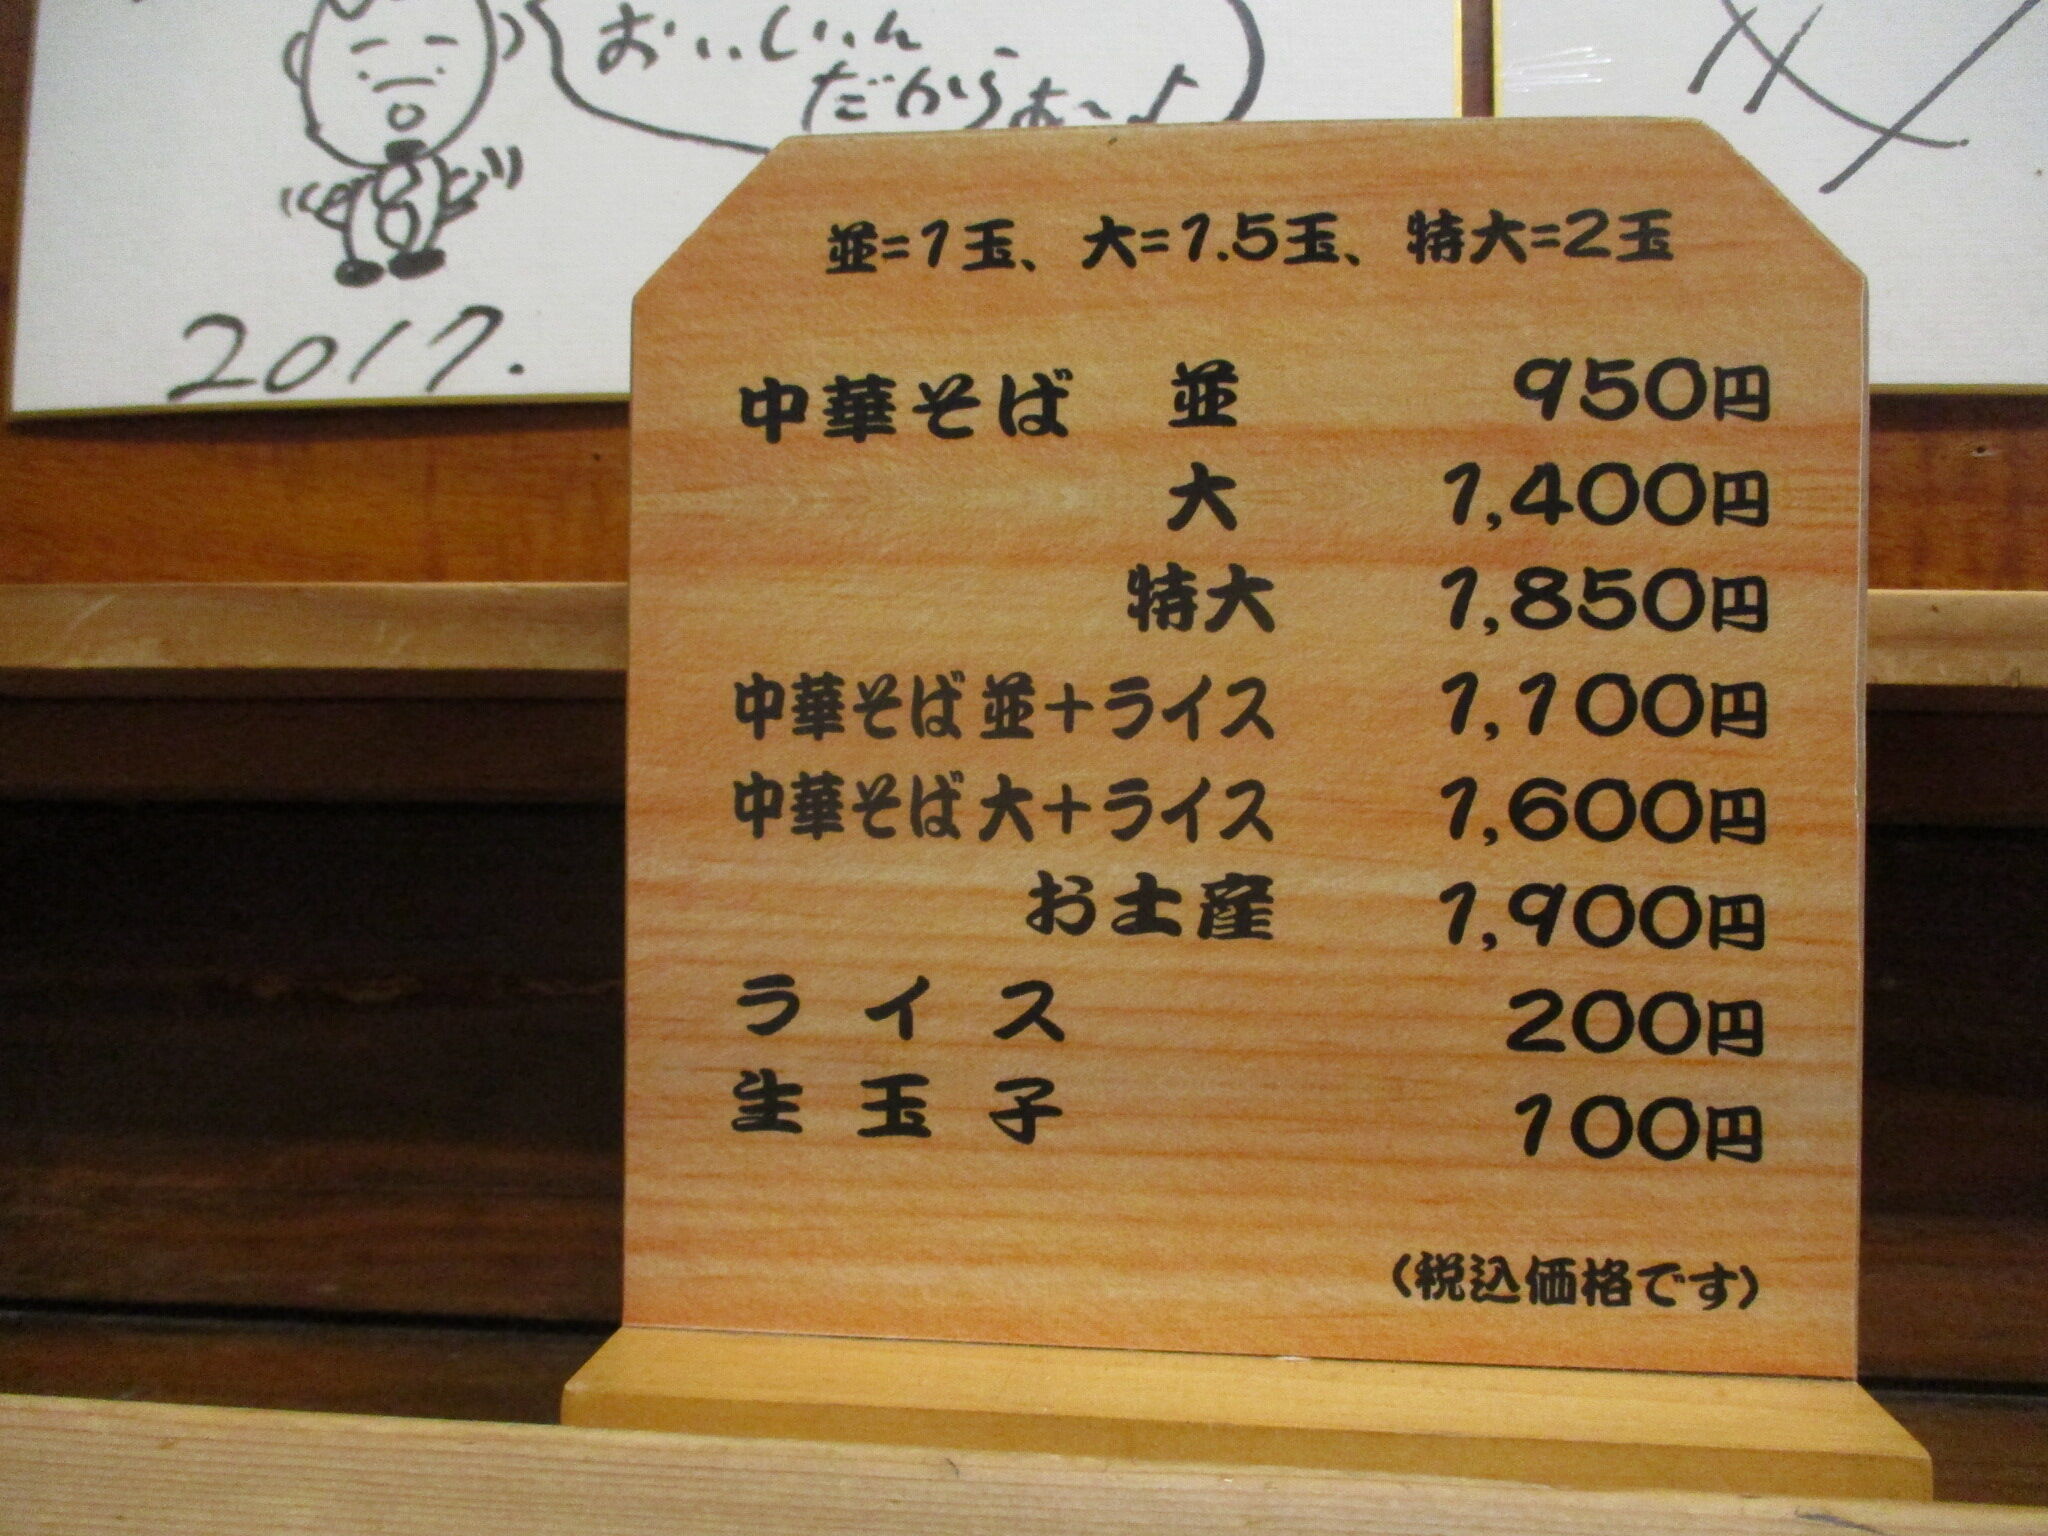 おいしいん
だからぁ～♪
2017.
並=1玉、大=1.5玉、特大=2玉
中華そば 並 950円
大 1,400円
特大 1,850円
中華そば 並+ライス 1,100円
中華そば 大+ライス 1,600円
お土産 1,900円
ライス 200円
生玉子 100円
(税込価格です)